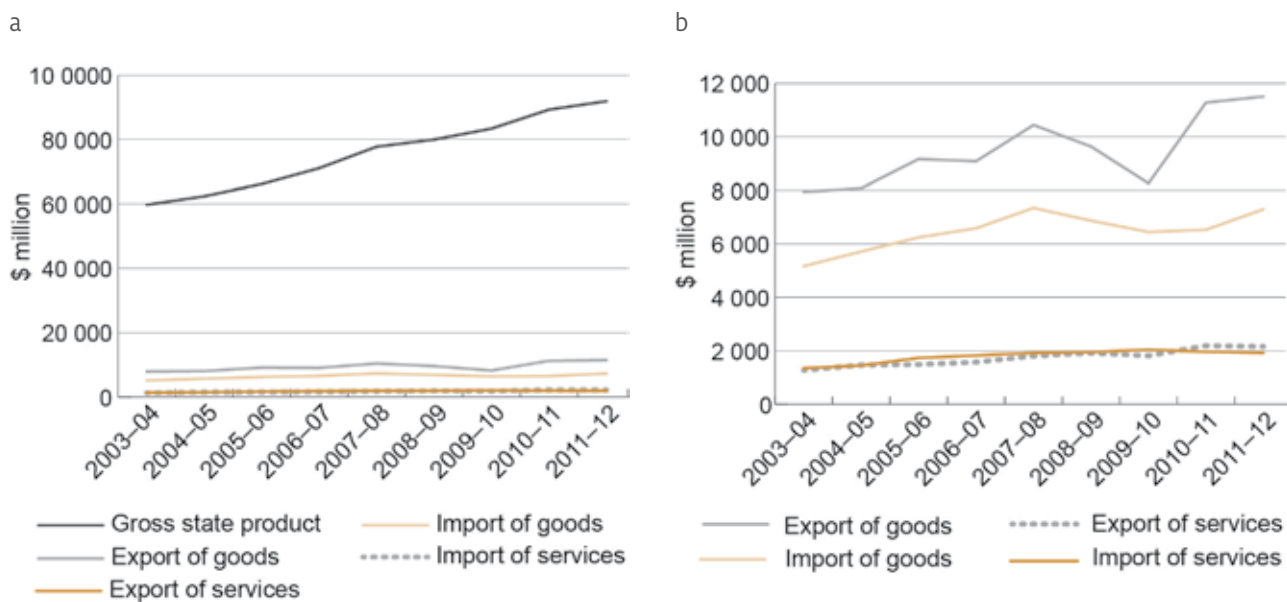 a
10 0000
80 000
60 000
40 000
20 000
0
$ million
2003–04
2004–05
2005–06
2006–07
2007–08
2008–09
2009–10
2010–11
2011–12
Gross state product
Import of goods
Export of goods
Import of services
Export of services
b
12 000
10 000
8 000
6 000
4 000
2 000
0
$ million
2003–04
2004–05
2005–06
2006–07
2007–08
2008–09
2009–10
2010–11
2011–12
Export of goods
Export of services
Import of goods
Import of services